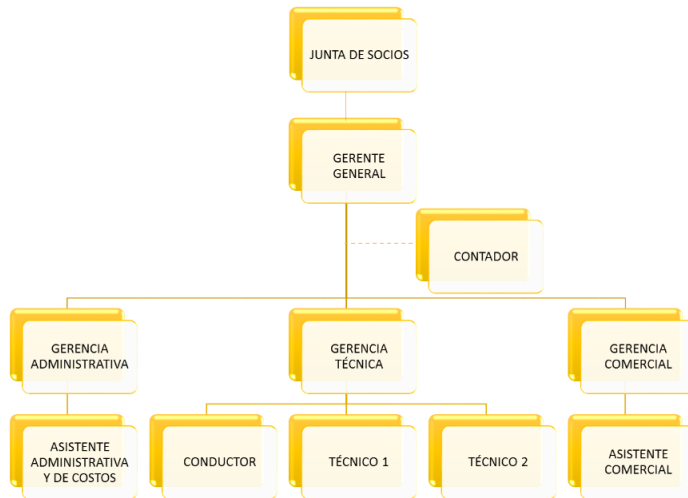 JUNTA DE SOCIOS
GERENTE
GENERAL
CONTADOR
GERENCIA
ADMINISTRATIVA
GERENCIA
TÉCNICA
GERENCIA
COMERCIAL
ASISTENTE
ADMINISTRATIVA
Y DE COSTOS
CONDUCTOR
TÉCNICO 1
TÉCNICO 2
ASISTENTE
COMERCIAL